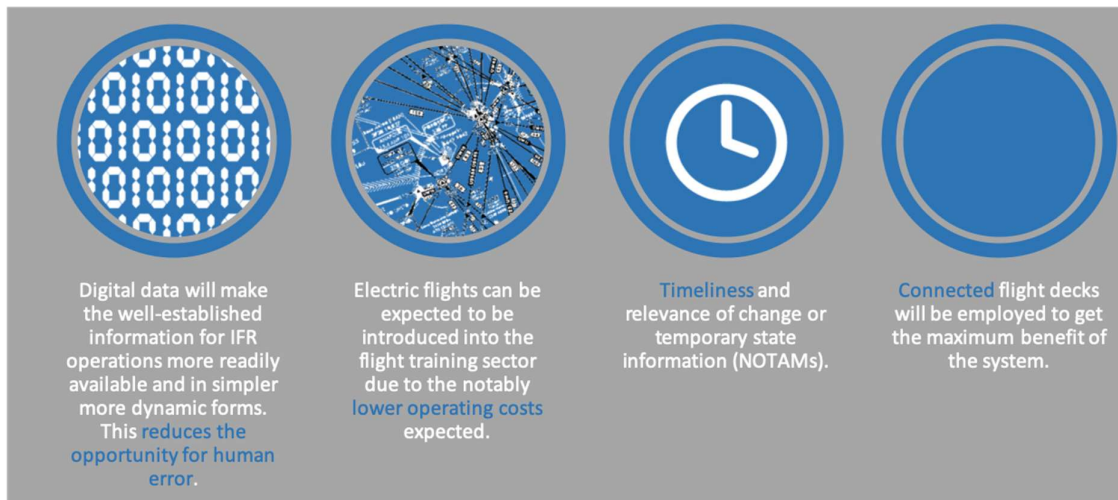 Digital data will make
the well-established
information for IFR
operations more readily
available and in simpler
more dynamic forms.
This reduces the
opportunity for human
error.
Electric flights can be
expected to be
introduced into the
flight training sector
due to the notably
lower operating costs
expected.
Timeliness and
relevance of change or
temporary state
information (NOTAMs).
Connected flight decks
will be employed to get
the maximum benefit of
the system.